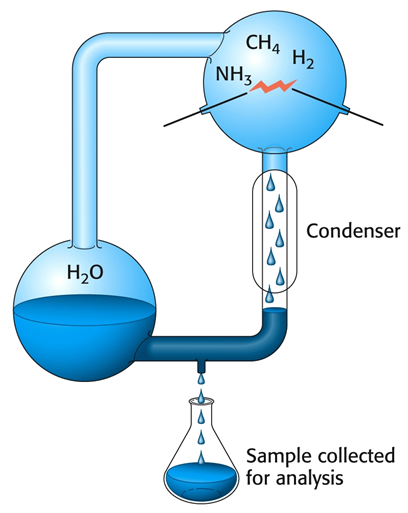 CH₄
H₂
NH₃
Condenser
H₂O
Sample collected
for analysis